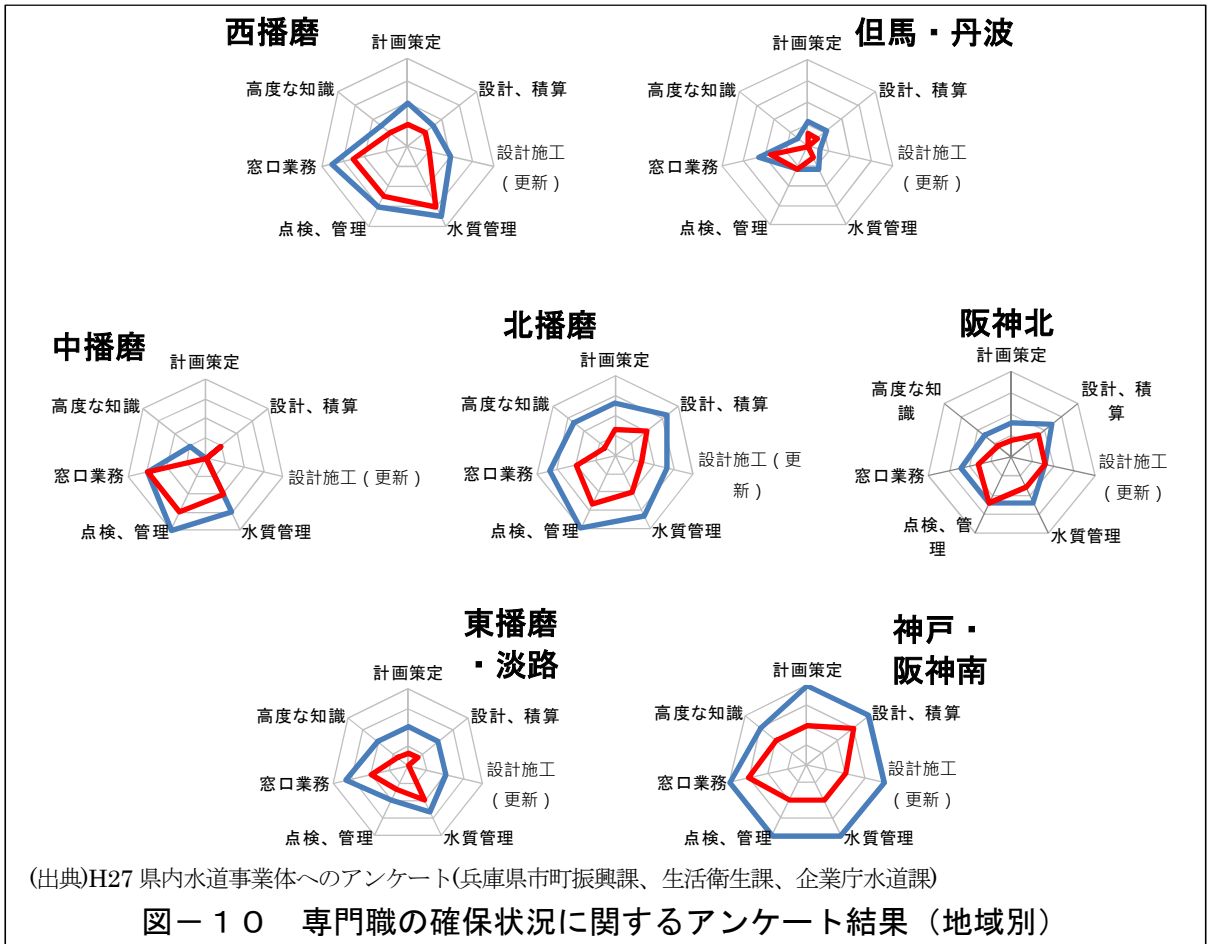 西播磨
計画策定
設計、積算
設計施工
（更新）
水質管理
点検、管理
窓口業務
高度な知識
但馬・丹波
計画策定
設計、積算
設計施工
（更新）
水質管理
点検、管理
窓口業務
高度な知識
中播磨
計画策定
設計、積算
設計施工（更新）
水質管理
点検、管理
窓口業務
高度な知識
北播磨
計画策定
設計、積算
設計施工（更
新）
水質管理
点検、管理
窓口業務
高度な知識
阪神北
計画策定
設計、積
算
設計施工
（更新）
水質管理
点検、管
理
窓口業務
高度な知
識
東播磨
・淡路
計画策定
設計、積算
設計施工
（更新）
水質管理
点検、管理
窓口業務
高度な知識
神戸・
阪神南
計画策定
設計、積算
設計施工
（更新）
水質管理
点検、管理
窓口業務
高度な知識
(出典)H27 県内水道事業体へのアンケート(兵庫県市町振興課、生活衛生課、企業庁水道課)
図－１０　専門職の確保状況に関するアンケート結果（地域別）